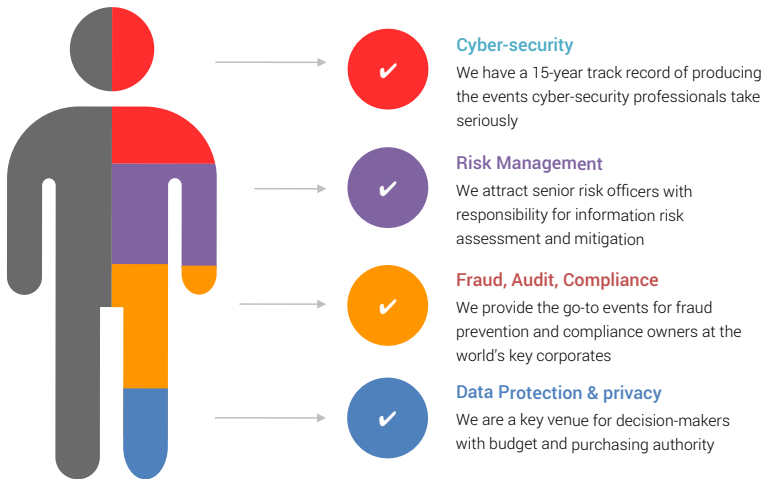 Cyber-security
We have a 15-year track record of producing
the events cyber-security professionals take
seriously
Risk Management
We attract senior risk officers with
responsibility for information risk
assessment and mitigation
Fraud, Audit, Compliance
We provide the go-to events for fraud
prevention and compliance owners at the
world's key corporates
Data Protection & privacy
We are a key venue for decision-makers
with budget and purchasing authority